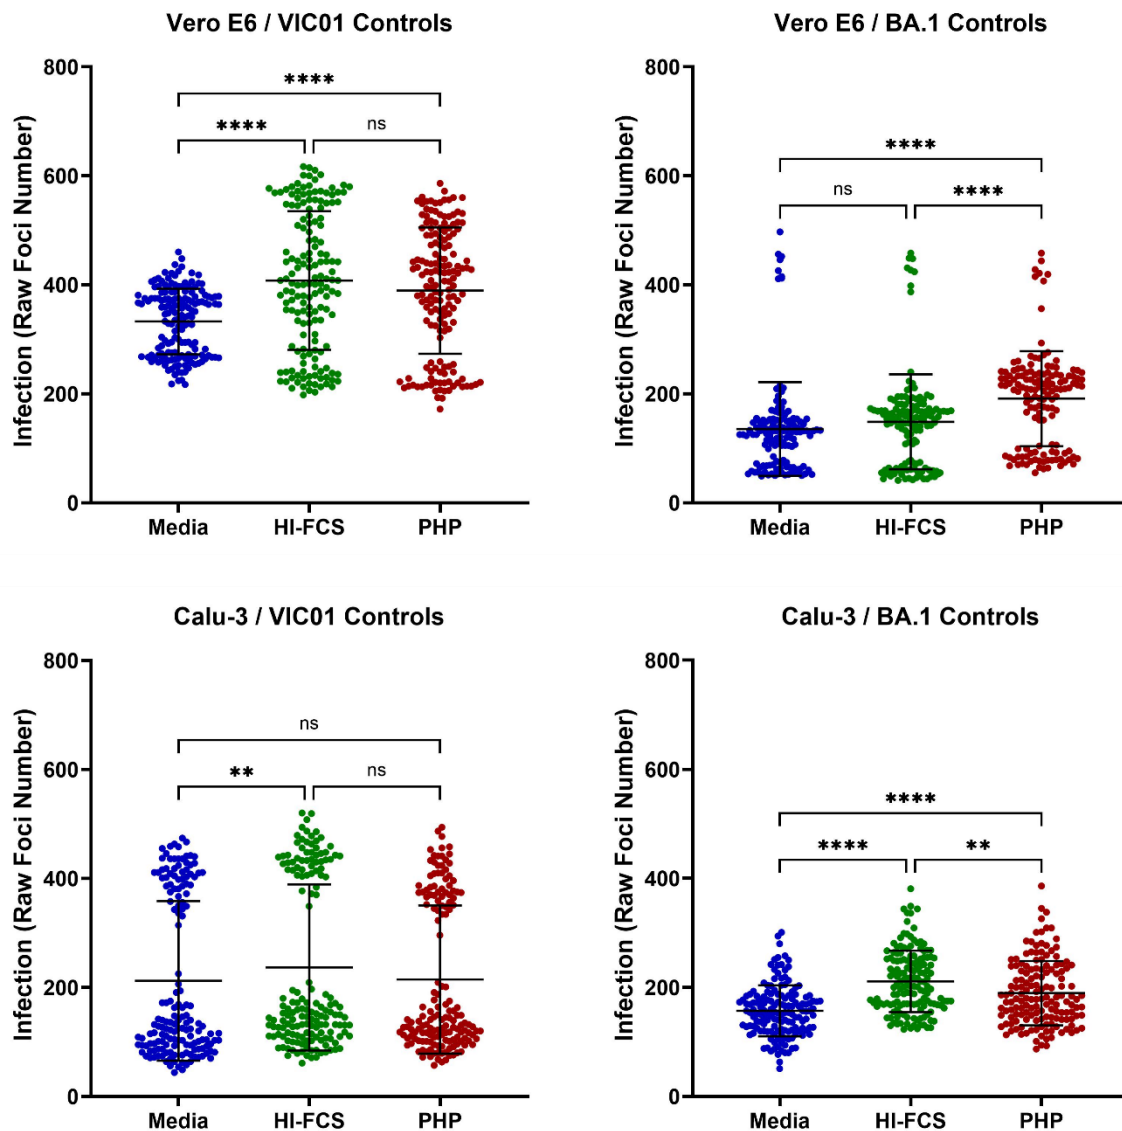 Vero E6 / VIC01 Controls
Infection (Raw Foci Number)
800
600
400
200
0
****
****
ns
Media HI-FCS PHP
Vero E6 / BA.1 Controls
Infection (Raw Foci Number)
800
600
400
200
0
****
ns
****
Media HI-FCS PHP
Calu-3 / VIC01 Controls
Infection (Raw Foci Number)
800
600
400
200
0
ns
**
ns
Media HI-FCS PHP
Calu-3 / BA.1 Controls
Infection (Raw Foci Number)
800
600
400
200
0
****
****
**
Media HI-FCS PHP